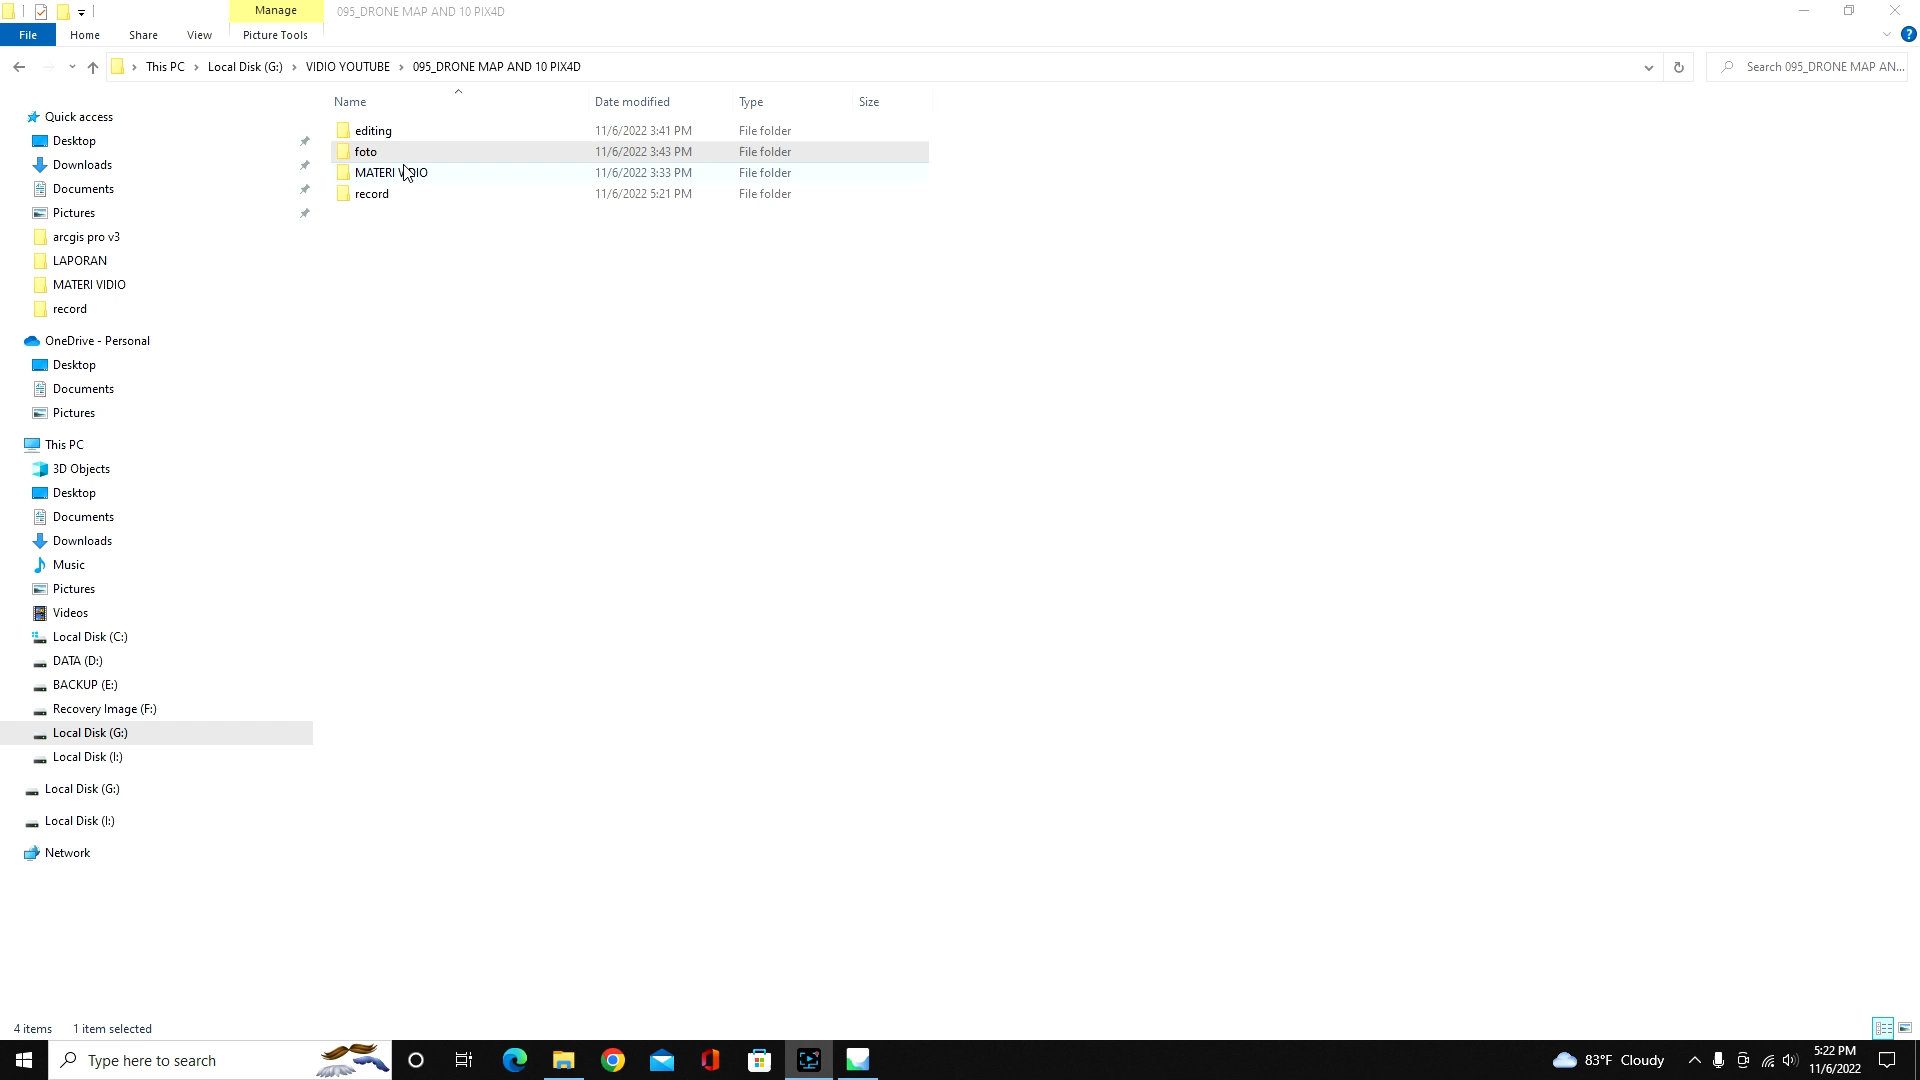 Manage
095_DRONE MAP AND 10 PIX4D
File
Home
Share
View
Picture Tools
This PC
Local Disk (G:)
VIDIO YOUTUBE
095_DRONE MAP AND 10 PIX4D
Search 095_DRONE MAP AN...
Name
Date modified
Type
Size
editing 11/6/2022 3:41 PM File folder
foto 11/6/2022 3:43 PM File folder
MATERI VIDIO 11/6/2022 3:33 PM File folder
record 11/6/2022 5:21 PM File folder
Quick access
Desktop
Downloads
Documents
Pictures
arcgis pro v3
LAPORAN
MATERI VIDIO
record
OneDrive - Personal
Desktop
Documents
Pictures
This PC
3D Objects
Desktop
Documents
Downloads
Music
Pictures
Videos
Local Disk (C:)
DATA (D:)
BACKUP (E:)
Recovery Image (F:)
Local Disk (G:)
Local Disk (I:)
Local Disk (G:)
Local Disk (I:)
Network
4 items
1 item selected
Type here to search
83°F Cloudy
5:22 PM
11/6/2022